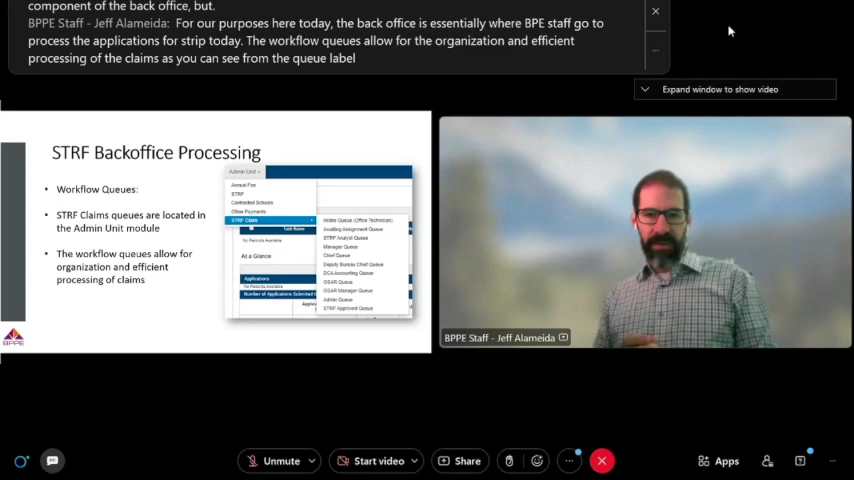 component of the back office, but.
BPPE Staff - Jeff Alameida: For our purposes here today, the back office is essentially where BPE staff go to
process the applications for strip today. The workflow queues allow for the organization and efficient
processing of the claims as you can see from the queue label
Expand window to show video
STRF Backoffice Processing
• Workflow Queues:
• STRF Claims queues are located in
the Admin Unit module
• The workflow queues allow for
organization and efficient
processing of claims
Admin Unit
Annual Fee
STRF
Contracted Schools
Other Payments
STRF Claim
Intake Queue (Office Technician)
Awaiting Assignment Queue
STRF Analyst Queue
Manager Queue
Chief Queue
Deputy Bureau Chief Queue
DCA Accounting Queue
OSAR Queue
OSAR Manager Queue
Admin Queue
STRF Approved Queue
Task Name
No Records Available
At a Glance
Applications
No Records Available
Number of Applications Submitted
BPPE
BPPE Staff - Jeff Alameida
Unmute
Start video
Share
Apps